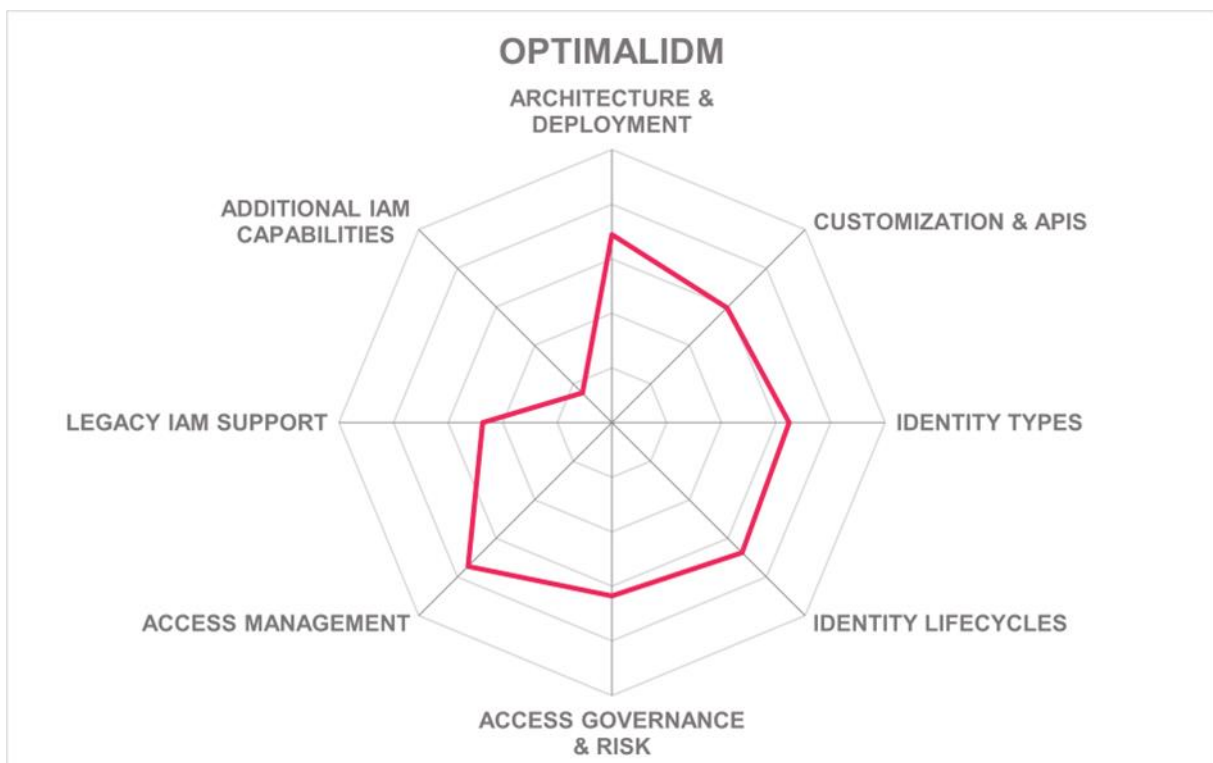 OPTIMALIDM
ARCHITECTURE &
DEPLOYMENT
ADDITIONAL IAM
CAPABILITIES
CUSTOMIZATION & APIS
LEGACY IAM SUPPORT
IDENTITY TYPES
ACCESS MANAGEMENT
IDENTITY LIFECYCLES
ACCESS GOVERNANCE
& RISK